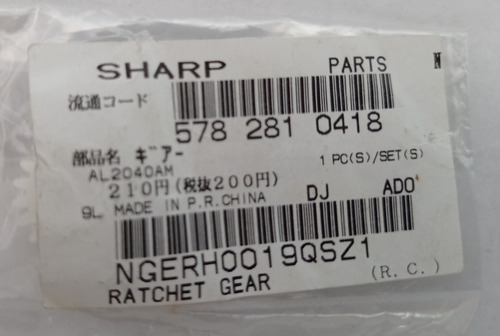 SHARP PARTS N
流通コード
578 281 0418
部品名 ギアー
AL2040AM 1 PC(S)/SET(S)
210円(税抜200円)
9L MADE IN P.R.CHINA DJ ADO
NGERH0019QSZ1
RATCHET GEAR (R.C.)